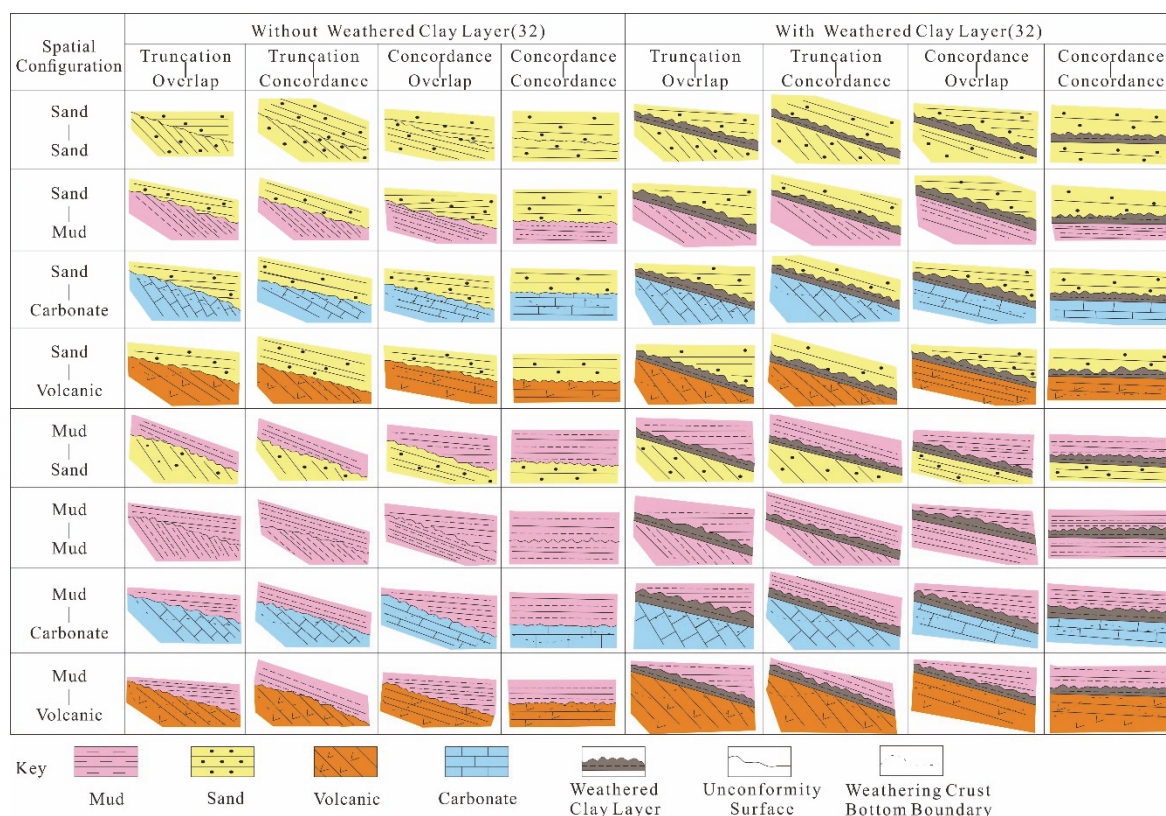 Spatial
Configuration
Without Weathered Clay Layer(32)
With Weathered Clay Layer(32)
Truncation
Overlap
Truncation
Concordance
Concordance
Overlap
Concordance
Concordance
Truncation
Overlap
Truncation
Concordance
Concordance
Overlap
Concordance
Concordance
Sand
Sand
Sand
Mud
Sand
Carbonate
Sand
Volcanic
Mud
Sand
Mud
Mud
Mud
Carbonate
Mud
Volcanic
Key
Mud
Sand
Volcanic
Carbonate
Weathered
Clay Layer
Unconformity
Surface
Weathering Crust
Bottom Boundary